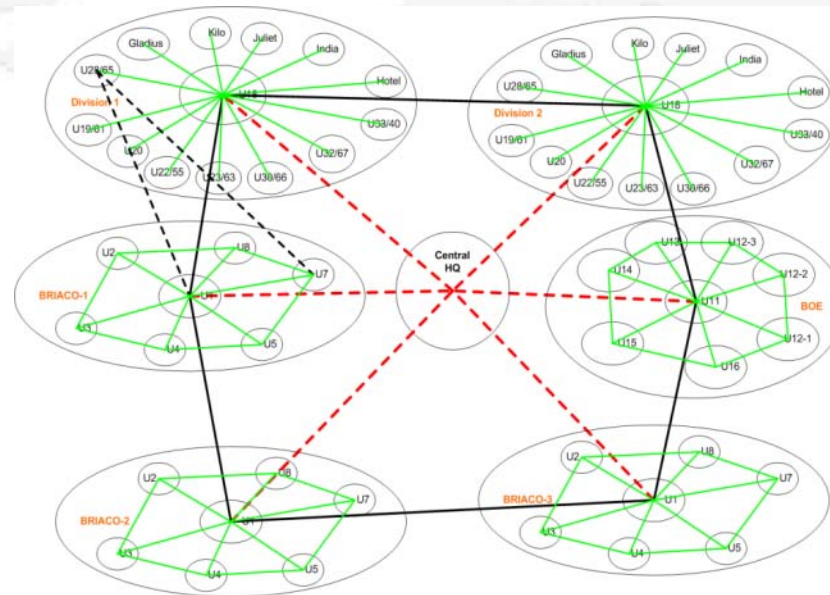 Kilo
Juliet
Gladius
India
U28/65
Hotel
Division 1
U18
U19/61
U33/40
U20
U32/67
U22/55
U23/63
U30/66
Kilo
Juliet
Gladius
India
U28/65
Hotel
Division 2
U18
U19/61
U33/40
U20
U32/67
U22/55
U23/63
U30/66
U2
U8
U7
BRIACO-1
U1
U3
U4
U5
Central
HQ
U13
U12-3
U14
U12-2
U11
BOE
U15
U12-1
U16
U2
U8
U7
BRIACO-2
U1
U3
U4
U5
U2
U8
U7
BRIACO-3
U1
U3
U4
U5